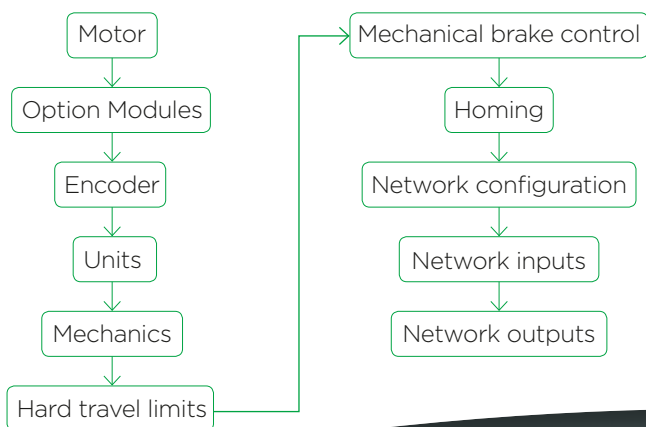 Motor
Option Modules
Encoder
Units
Mechanics
Hard travel limits
Mechanical brake control
Homing
Network configuration
Network inputs
Network outputs